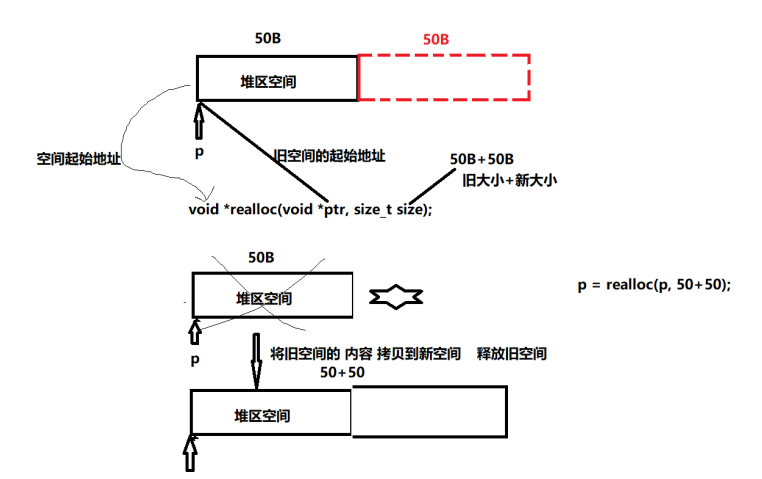 50B
50B
堆区空间
p
空间起始地址
旧空间的起始地址
50B+50B
旧大小+新大小
void *realloc(void *ptr, size_t size);
50B
堆区空间
p = realloc(p, 50+50);
p
将旧空间的 内容 拷贝到新空间 释放旧空间
50+50
堆区空间